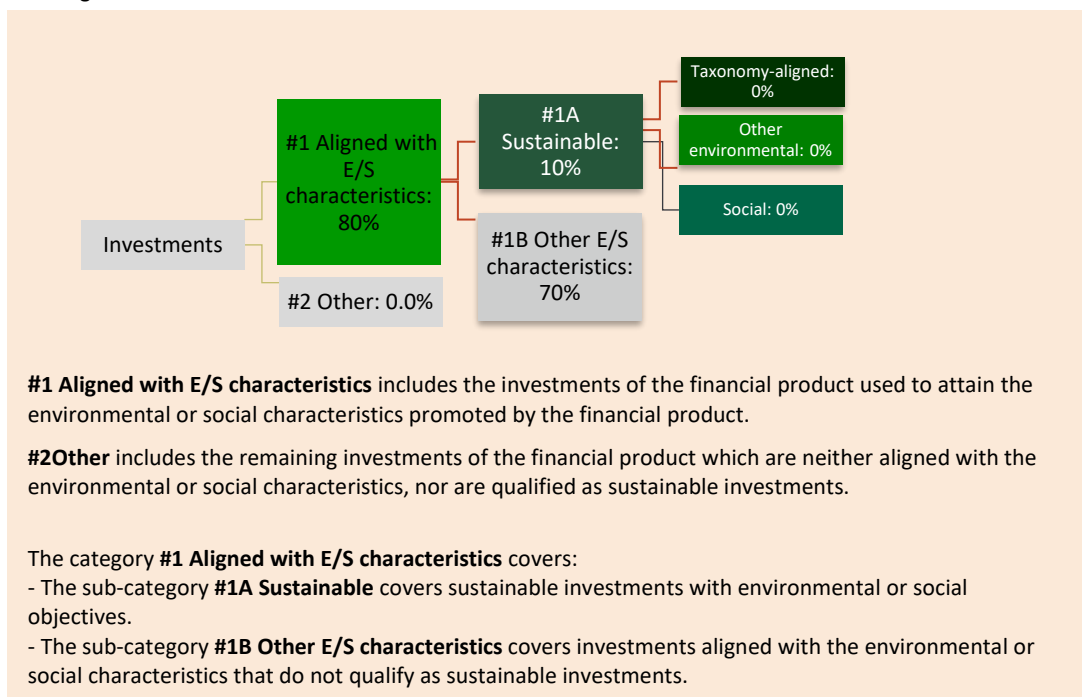 Investments
#1 Aligned with
E/S
characteristics:
80%
#2 Other: 0.0%
#1A
Sustainable:
10%
#1B Other E/S
characteristics:
70%
Taxonomy-aligned:
0%
Other
environmental: 0%
Social: 0%
#1 Aligned with E/S characteristics includes the investments of the financial product used to attain the
environmental or social characteristics promoted by the financial product.
#2Other includes the remaining investments of the financial product which are neither aligned with the
environmental or social characteristics, nor are qualified as sustainable investments.
The category #1 Aligned with E/S characteristics covers:
- The sub-category #1A Sustainable covers sustainable investments with environmental or social
objectives.
- The sub-category #1B Other E/S characteristics covers investments aligned with the environmental or
social characteristics that do not qualify as sustainable investments.